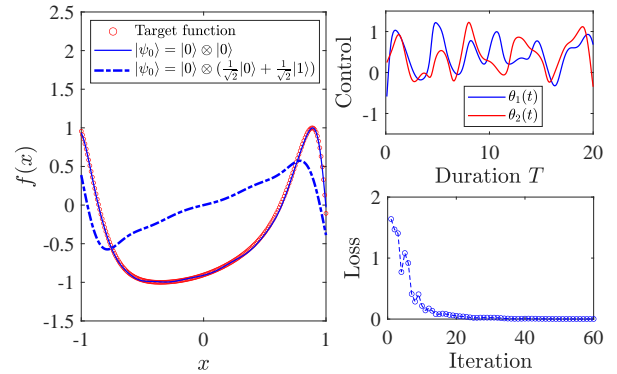 2.5
2
1.5
1
0.5
0
-0.5
-1
-1.5
-1
0
1
f(x)
x
Target function
|ψ₀⟩ = |0⟩ ⊗ |0⟩
|ψ₀⟩ = |0⟩ ⊗ (1/√2|0⟩ + 1/√2|1⟩)
1
0
-1
Control
θ₁(t)
θ₂(t)
0
10
20
Duration T
2
1
0
Loss
0
20
40
60
Iteration